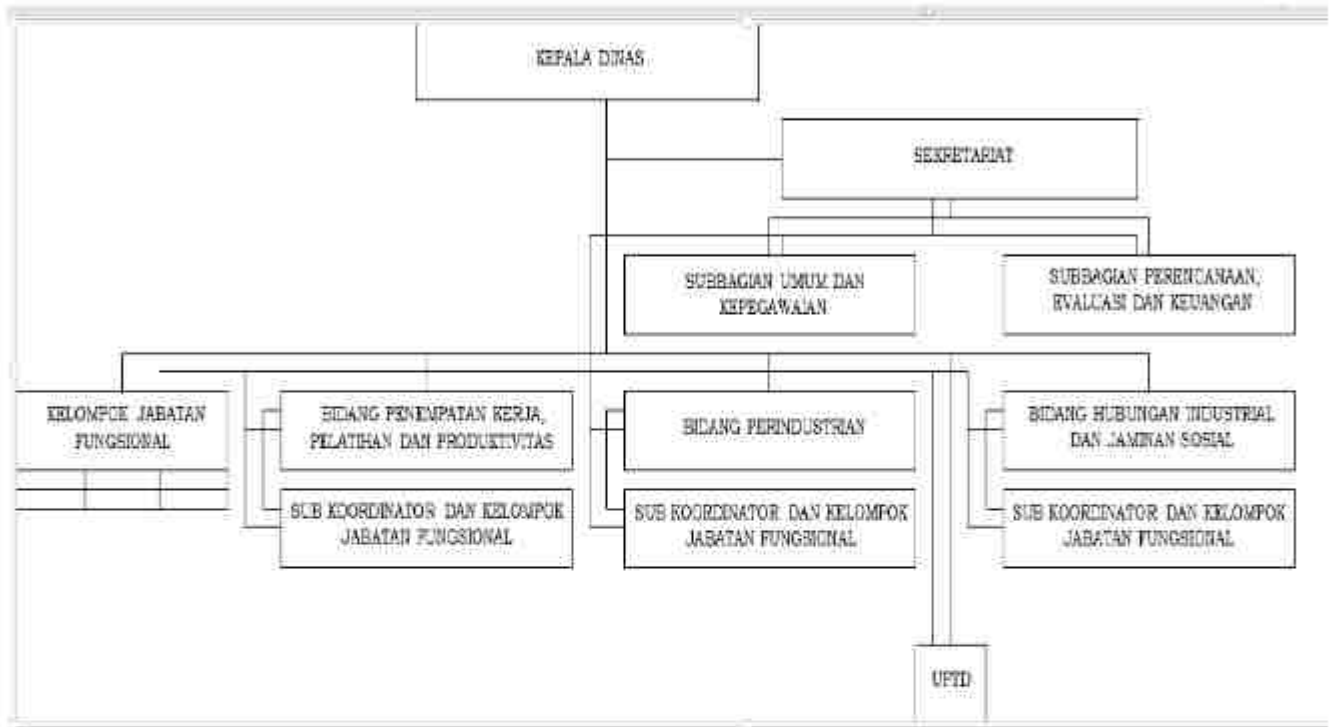 KEPALA DINAS
SEKRETARIAT
SUBBAGIAN UMUM DAN
KEPEGAWAIAN
SUBBAGIAN PERENCANAAN,
EVALUASI DAN KEUANGAN
KELOMPOK JABATAN
FUNGSIONAL
BIDANG PENEMPATAN KERJA,
PELATIHAN DAN PRODUKTIVITAS
BIDANG PERINDUSTRIAN
BIDANG HUBUNGAN INDUSTRIAL
DAN JAMINAN SOSIAL
SUB KOORDINATOR DAN KELOMPOK
JABATAN FUNGSIONAL
SUB KOORDINATOR DAN KELOMPOK
JABATAN FUNGSIONAL
SUB KOORDINATOR DAN KELOMPOK
JABATAN FUNGSIONAL
UPTD